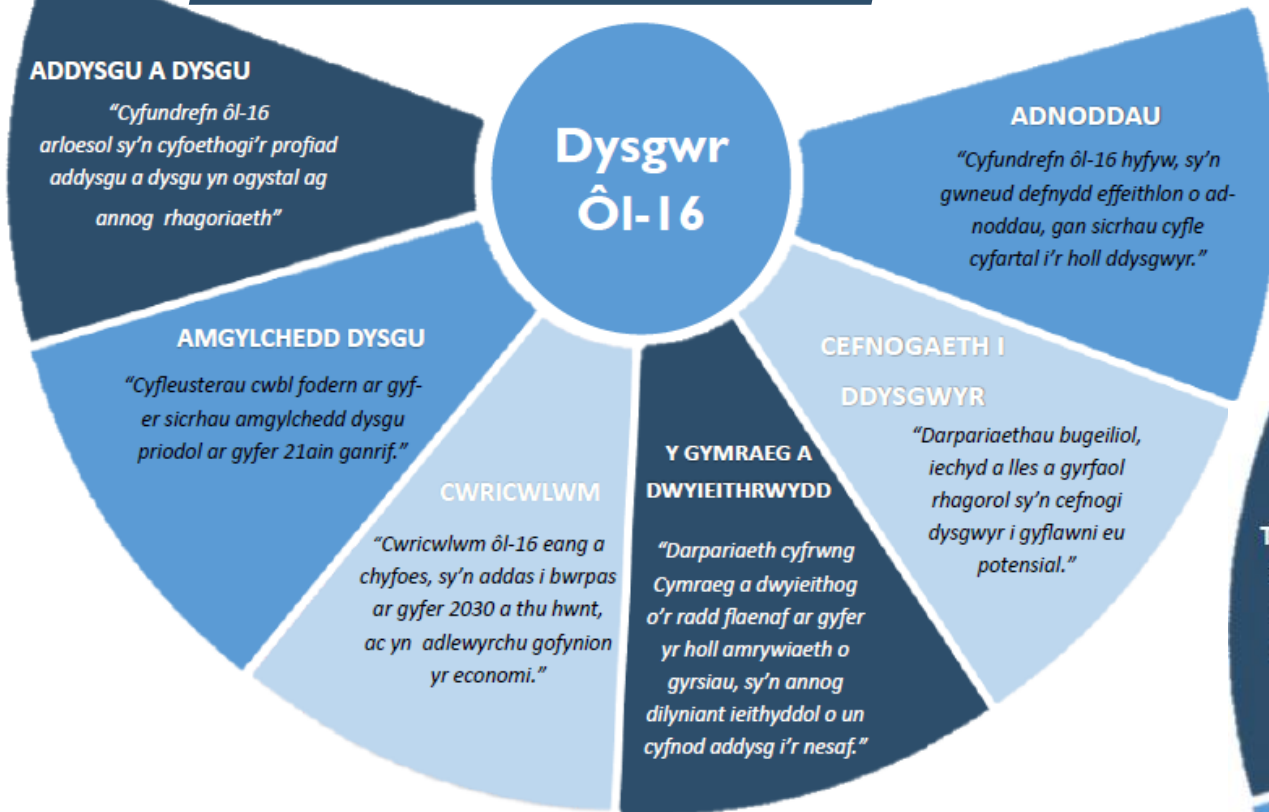 Dysgwr
Ôl-16
ADDYSGU A DYSGU
“Cyfundrefn ôl-16
arloesol sy’n cyfoethogi’r profiad
addysgu a dysgu yn ogystal ag
annog rhagoriaeth”
AMGYLCHEDD DYSGU
“Cyfleusterau cwbl fodern ar gyf-
er sicrhau amgylchedd dysgu
priodol ar gyfer 21ain ganrif.”
CWRICWLWM
“Cwricwlwm ôl-16 eang a
chyfoes, sy’n addas i bwrpas
ar gyfer 2030 a thu hwnt,
ac yn adlewyrchu gofynion
yr economi.”
Y GYMRAEG A
DWYIEITHRWYDD
“Darpariaeth cyfrwng
Cymraeg a dwyieithog
o’r radd flaenaf ar gyfer
yr holl amrywiaeth o
gyrsiau, sy’n annog
dilyniant ieithyddol o un
cyfnod addysg i’r nesaf.”
CEFNOGAETH I
DDYSGWYR
“Darpariaethau bugeiliol,
iechyd a lles a gyrfaol
rhagorol sy’n cefnogi
dysgwyr i gyflawni eu
potensial.”
ADNODDAU
“Cyfundrefn ôl-16 hyfyw, sy’n
gwneud defnydd effeithlon o ad-
noddau, gan sicrhau cyfle
cyfartal i’r holl ddysgwyr.”